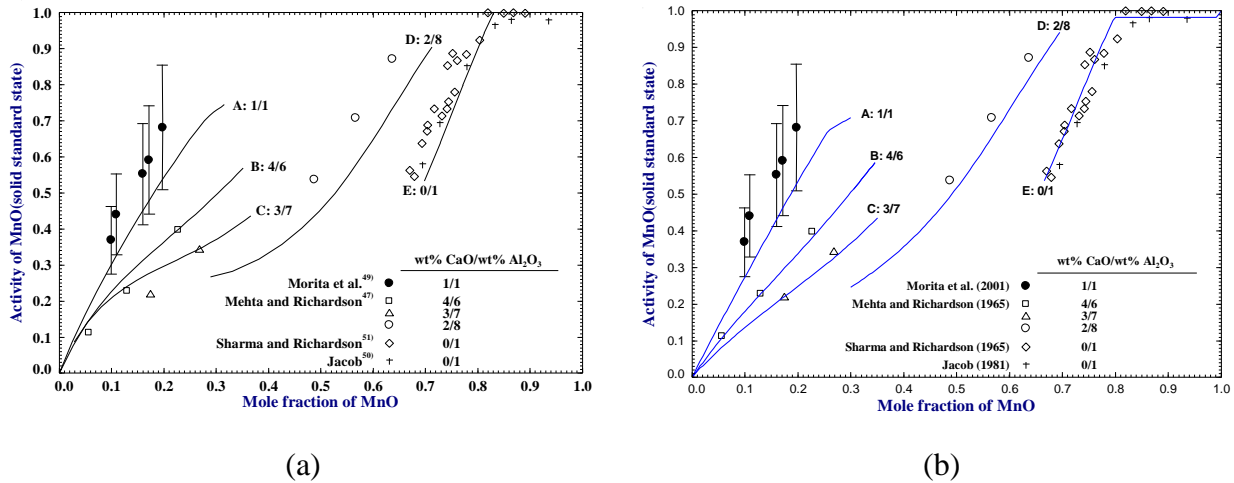 1.0
0.9
0.8
0.7
0.6
0.5
0.4
0.3
0.2
0.1
0.0
Activity of MnO(solid standard state)
0.0 0.1 0.2 0.3 0.4 0.5 0.6 0.7 0.8 0.9 1.0
Mole fraction of MnO
D: 2/8
A: 1/1
B: 4/6
E: 0/1
C: 3/7
wt% CaO/wt% Al₂O₃
Morita et al.⁴⁹ 1/1
Mehta and Richardson⁴⁷ 4/6
3/7
2/8
Sharma and Richardson⁵¹ 0/1
Jacob⁵⁰ 0/1
(a)
1.0
0.9
0.8
0.7
0.6
0.5
0.4
0.3
0.2
0.1
0.0
Activity of MnO(solid standard state)
0.0 0.1 0.2 0.3 0.4 0.5 0.6 0.7 0.8 0.9 1.0
Mole fraction of MnO
D: 2/8
A: 1/1
B: 4/6
E: 0/1
C: 3/7
wt% CaO/wt% Al₂O₃
Morita et al. (2001) 1/1
Mehta and Richardson (1965) 4/6
3/7
2/8
Sharma and Richardson (1965) 0/1
Jacob (1981) 0/1
(b)